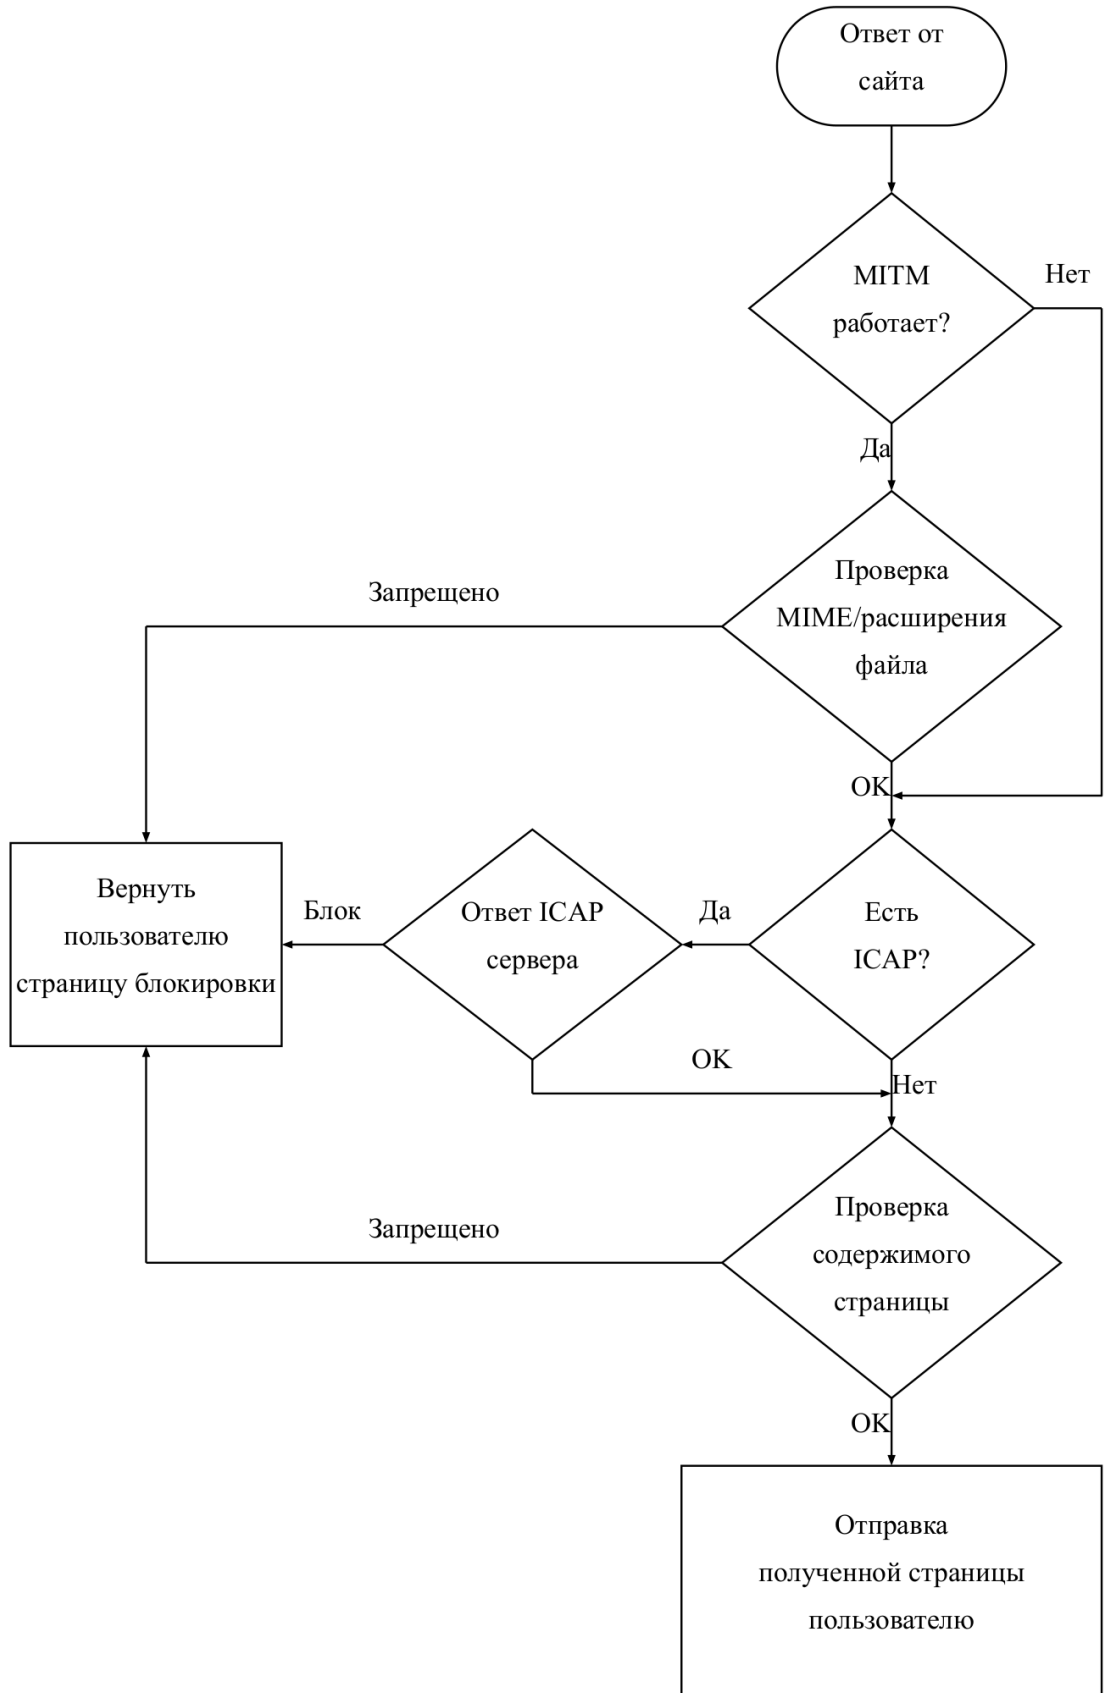 Ответ от
сайта
MITM
работает?
Нет
Да
Проверка
MIME/расширения
файла
Запрещено
OK
Вернуть
пользователю
страницу блокировки
Блок
Ответ ICAP
сервера
Да
Есть
ICAP?
OK
Нет
Проверка
содержимого
страницы
Запрещено
OK
Отправка
полученной страницы
пользователю